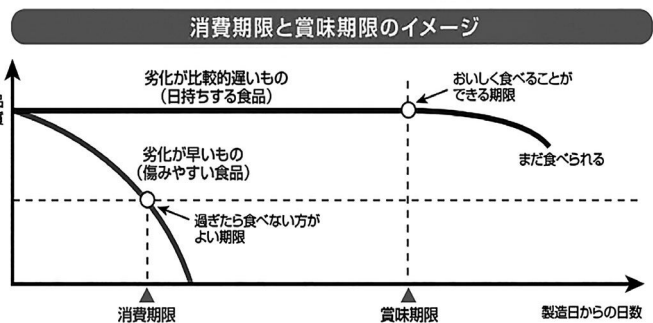 消費期限と賞味期限のイメージ
品
質
劣化が比較的遅いもの
（日持ちする食品）
おいしく食べることが
できる期限
まだ食べられる
劣化が早いもの
（傷みやすい食品）
過ぎたら食べない方が
よい期限
消費期限
賞味期限
製造日からの日数